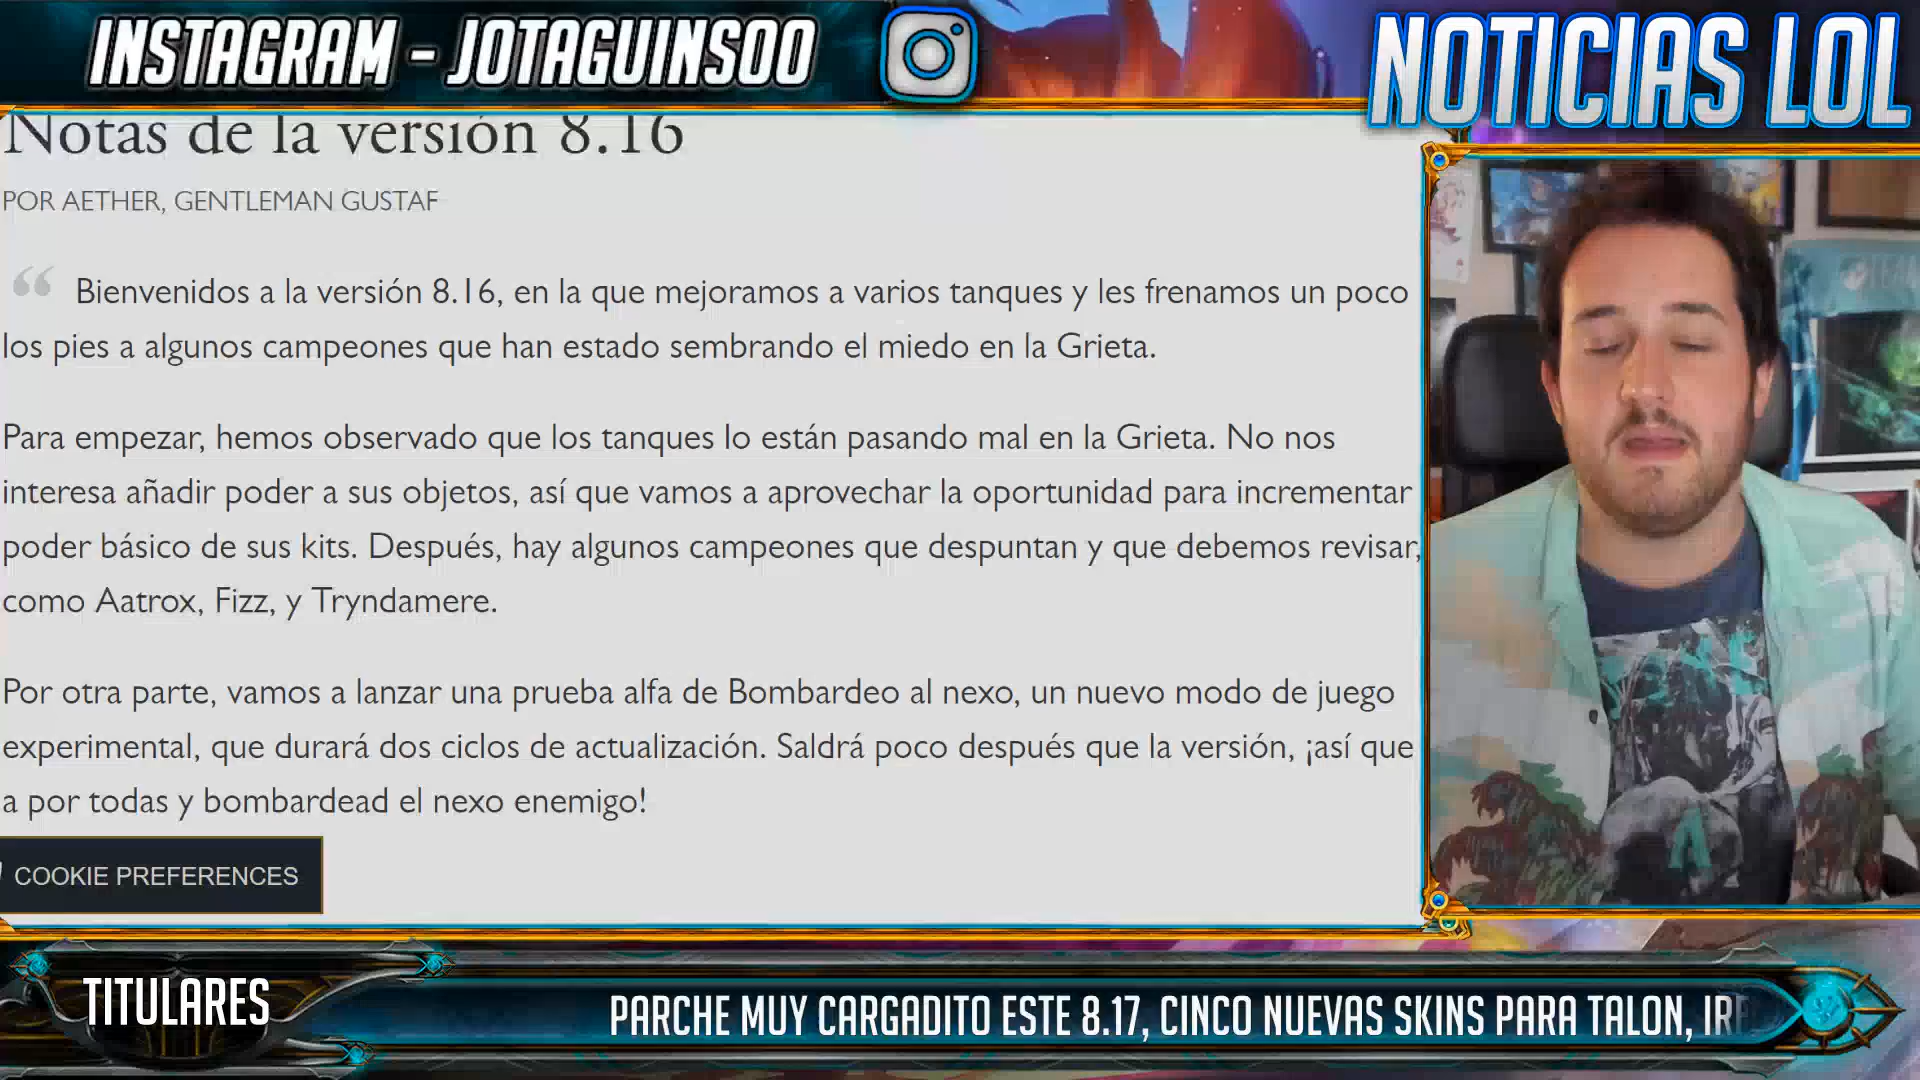 INSTAGRAM - JOTAGUINSOO
NOTICIAS LOL
Notas de la versión 8.16
POR AETHER, GENTLEMAN GUSTAF
“ Bienvenidos a la versión 8.16, en la que mejoramos a varios tanques y les frenamos un poco
los pies a algunos campeones que han estado sembrando el miedo en la Grieta.
Para empezar, hemos observado que los tanques lo están pasando mal en la Grieta. No nos
interesa añadir poder a sus objetos, así que vamos a aprovechar la oportunidad para incrementar
poder básico de sus kits. Después, hay algunos campeones que despuntan y que debemos revisar,
como Aatrox, Fizz, y Tryndamere.
Por otra parte, vamos a lanzar una prueba alfa de Bombardeo al nexo, un nuevo modo de juego
experimental, que durará dos ciclos de actualización. Saldrá poco después que la versión, ¡así que
a por todas y bombardead el nexo enemigo!
COOKIE PREFERENCES
TITULARES
PARCHE MUY CARGADITO ESTE 8.17, CINCO NUEVAS SKINS PARA TALON,